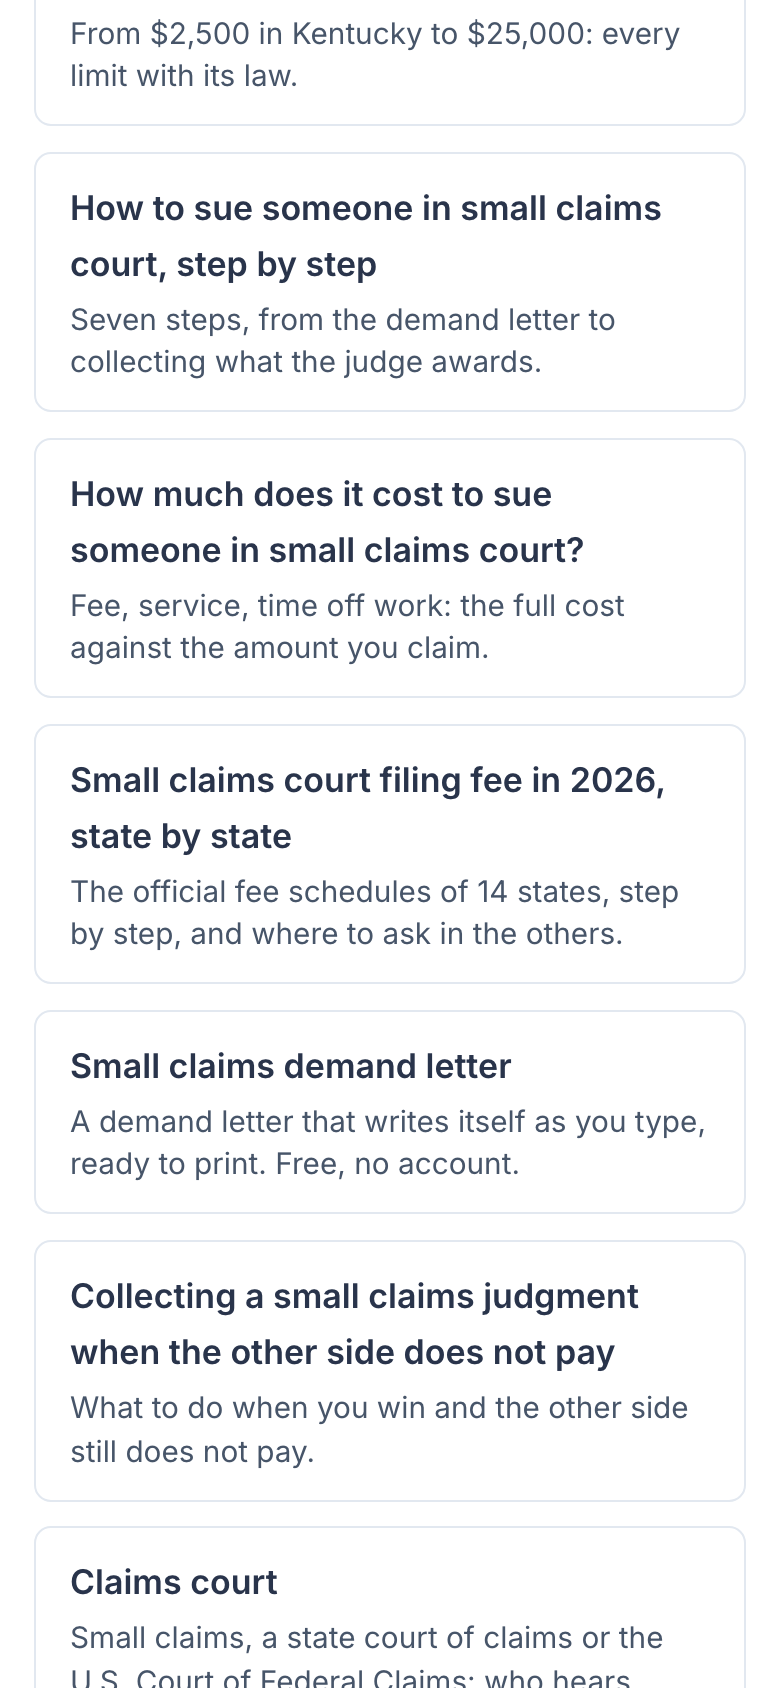 From $2,500 in Kentucky to $25,000: every
limit with its law.
How to sue someone in small claims
court, step by step
Seven steps, from the demand letter to
collecting what the judge awards.
How much does it cost to sue
someone in small claims court?
Fee, service, time off work: the full cost
against the amount you claim.
Small claims court filing fee in 2026,
state by state
The official fee schedules of 14 states, step
by step, and where to ask in the others.
Small claims demand letter
A demand letter that writes itself as you type,
ready to print. Free, no account.
Collecting a small claims judgment
when the other side does not pay
What to do when you win and the other side
still does not pay.
Claims court
Small claims, a state court of claims or the
U.S. Court of Federal Claims: who hears